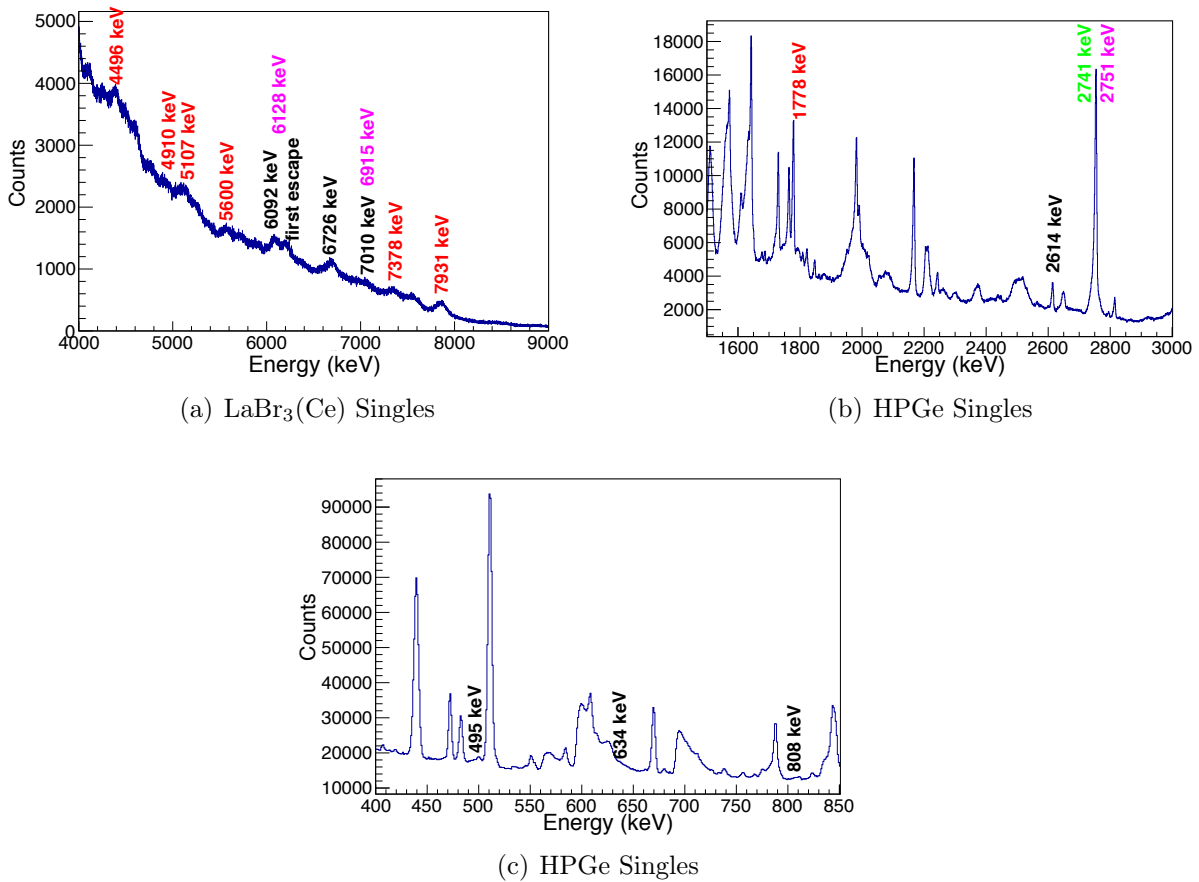 5000
4000
3000
2000
1000
0
Counts
4496 keV
4910 keV
5107 keV
5600 keV
6092 keV
6128 keV
first escape
6726 keV
7010 keV
6915 keV
7378 keV
7931 keV
4000 5000 6000 7000 8000 9000
Energy (keV)
(a) LaBr3(Ce) Singles
18000
16000
14000
12000
10000
8000
6000
4000
2000
Counts
1778 keV
2614 keV
2741 keV
2751 keV
1600 1800 2000 2200 2400 2600 2800 3000
Energy (keV)
(b) HPGe Singles
90000
80000
70000
60000
50000
40000
30000
20000
10000
Counts
495 keV
634 keV
808 keV
400 450 500 550 600 650 700 750 800 850
Energy (keV)
(c) HPGe Singles